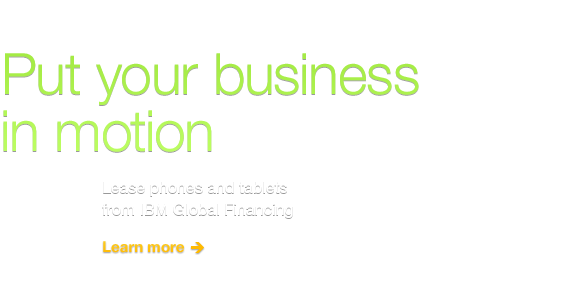 Put your business
in motion
Lease phones and tablets
from IBM Global Financing
Learn more